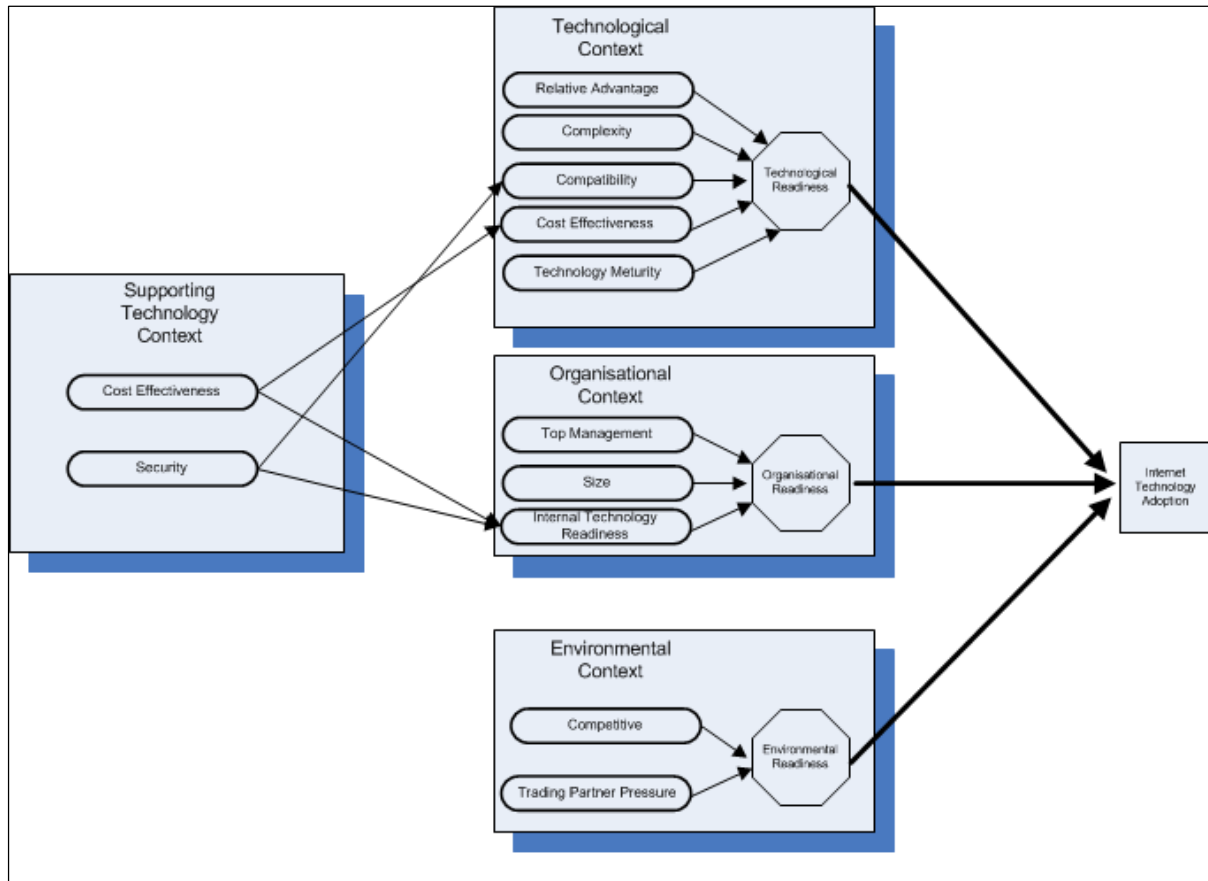 Technological
Context
Relative Advantage
Complexity
Compatibility
Cost Effectiveness
Technology Meturity
Technological
Readiness
Supporting
Technology
Context
Cost Effectiveness
Security
Organisational
Context
Top Management
Size
Internal Technology
Readiness
Organisational
Readiness
Internet
Technology
Adoption
Environmental
Context
Competitive
Trading Partner Pressure
Environmental
Readiness